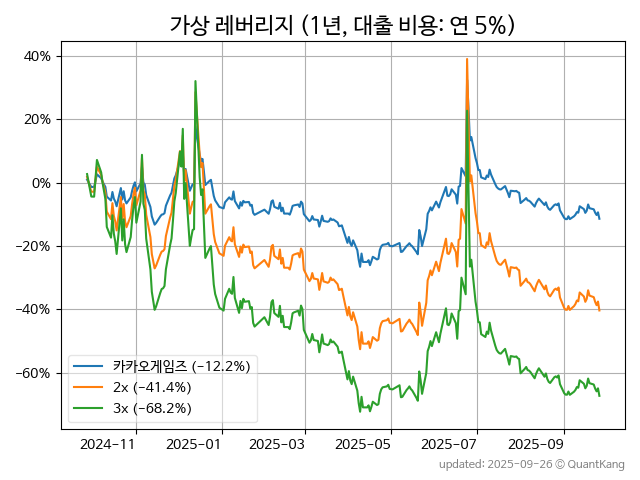 가상 레버리지 (1년, 대출 비용: 연 5%)
40%
20%
0%
−20%
−40%
−60%
카카오게임즈 (−12.2%)
2x (−41.4%)
3x (−68.2%)
2024-11
2025-01
2025-03
2025-05
2025-07
2025-09
updated: 2025-09-26 © QuantKang